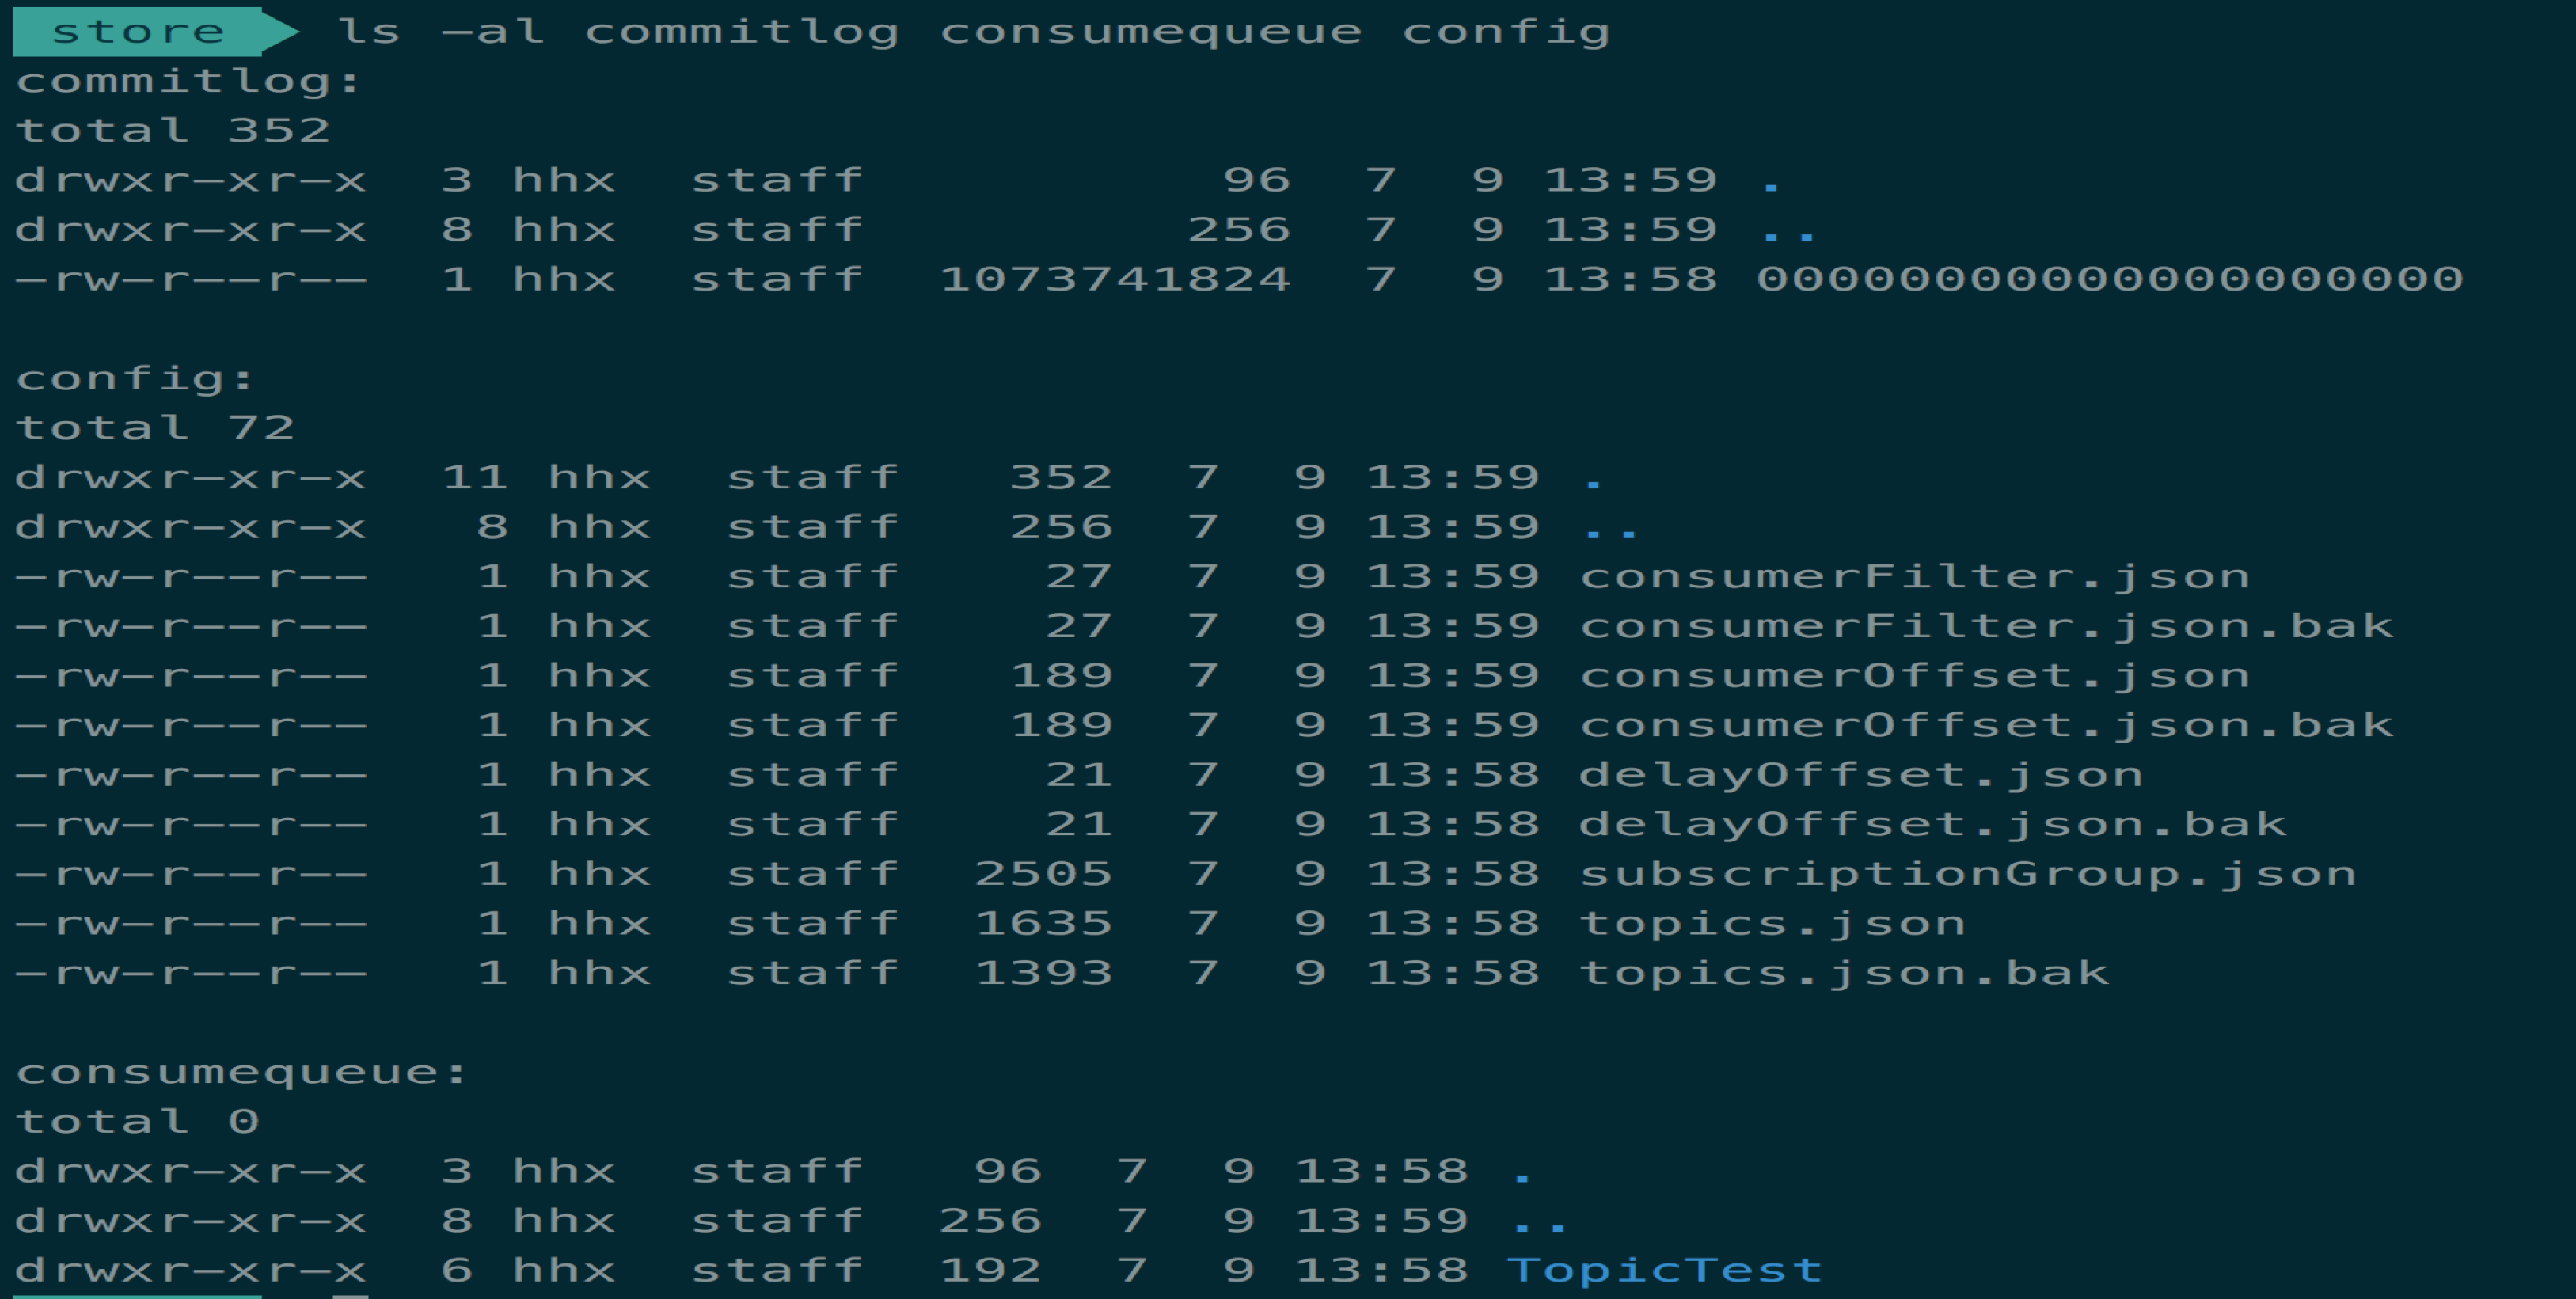 store ls -al commitlog consumequeue config
commitlog:
total 352
drwxr-xr-x  3 hhx  staff          96  7  9 13:59 .
drwxr-xr-x  8 hhx  staff         256  7  9 13:59 ..
-rw-r--r--  1 hhx  staff  1073741824  7  9 13:58 00000000000000000000

config:
total 72
drwxr-xr-x  11 hhx  staff   352  7  9 13:59 .
drwxr-xr-x   8 hhx  staff   256  7  9 13:59 ..
-rw-r--r--   1 hhx  staff    27  7  9 13:59 consumerFilter.json
-rw-r--r--   1 hhx  staff    27  7  9 13:59 consumerFilter.json.bak
-rw-r--r--   1 hhx  staff   189  7  9 13:59 consumerOffset.json
-rw-r--r--   1 hhx  staff   189  7  9 13:59 consumerOffset.json.bak
-rw-r--r--   1 hhx  staff    21  7  9 13:58 delayOffset.json
-rw-r--r--   1 hhx  staff    21  7  9 13:58 delayOffset.json.bak
-rw-r--r--   1 hhx  staff  2505  7  9 13:58 subscriptionGroup.json
-rw-r--r--   1 hhx  staff  1635  7  9 13:58 topics.json
-rw-r--r--   1 hhx  staff  1393  7  9 13:58 topics.json.bak

consumequeue:
total 0
drwxr-xr-x  3 hhx  staff   96  7  9 13:58 .
drwxr-xr-x  8 hhx  staff  256  7  9 13:59 ..
drwxr-xr-x  6 hhx  staff  192  7  9 13:58 TopicTest